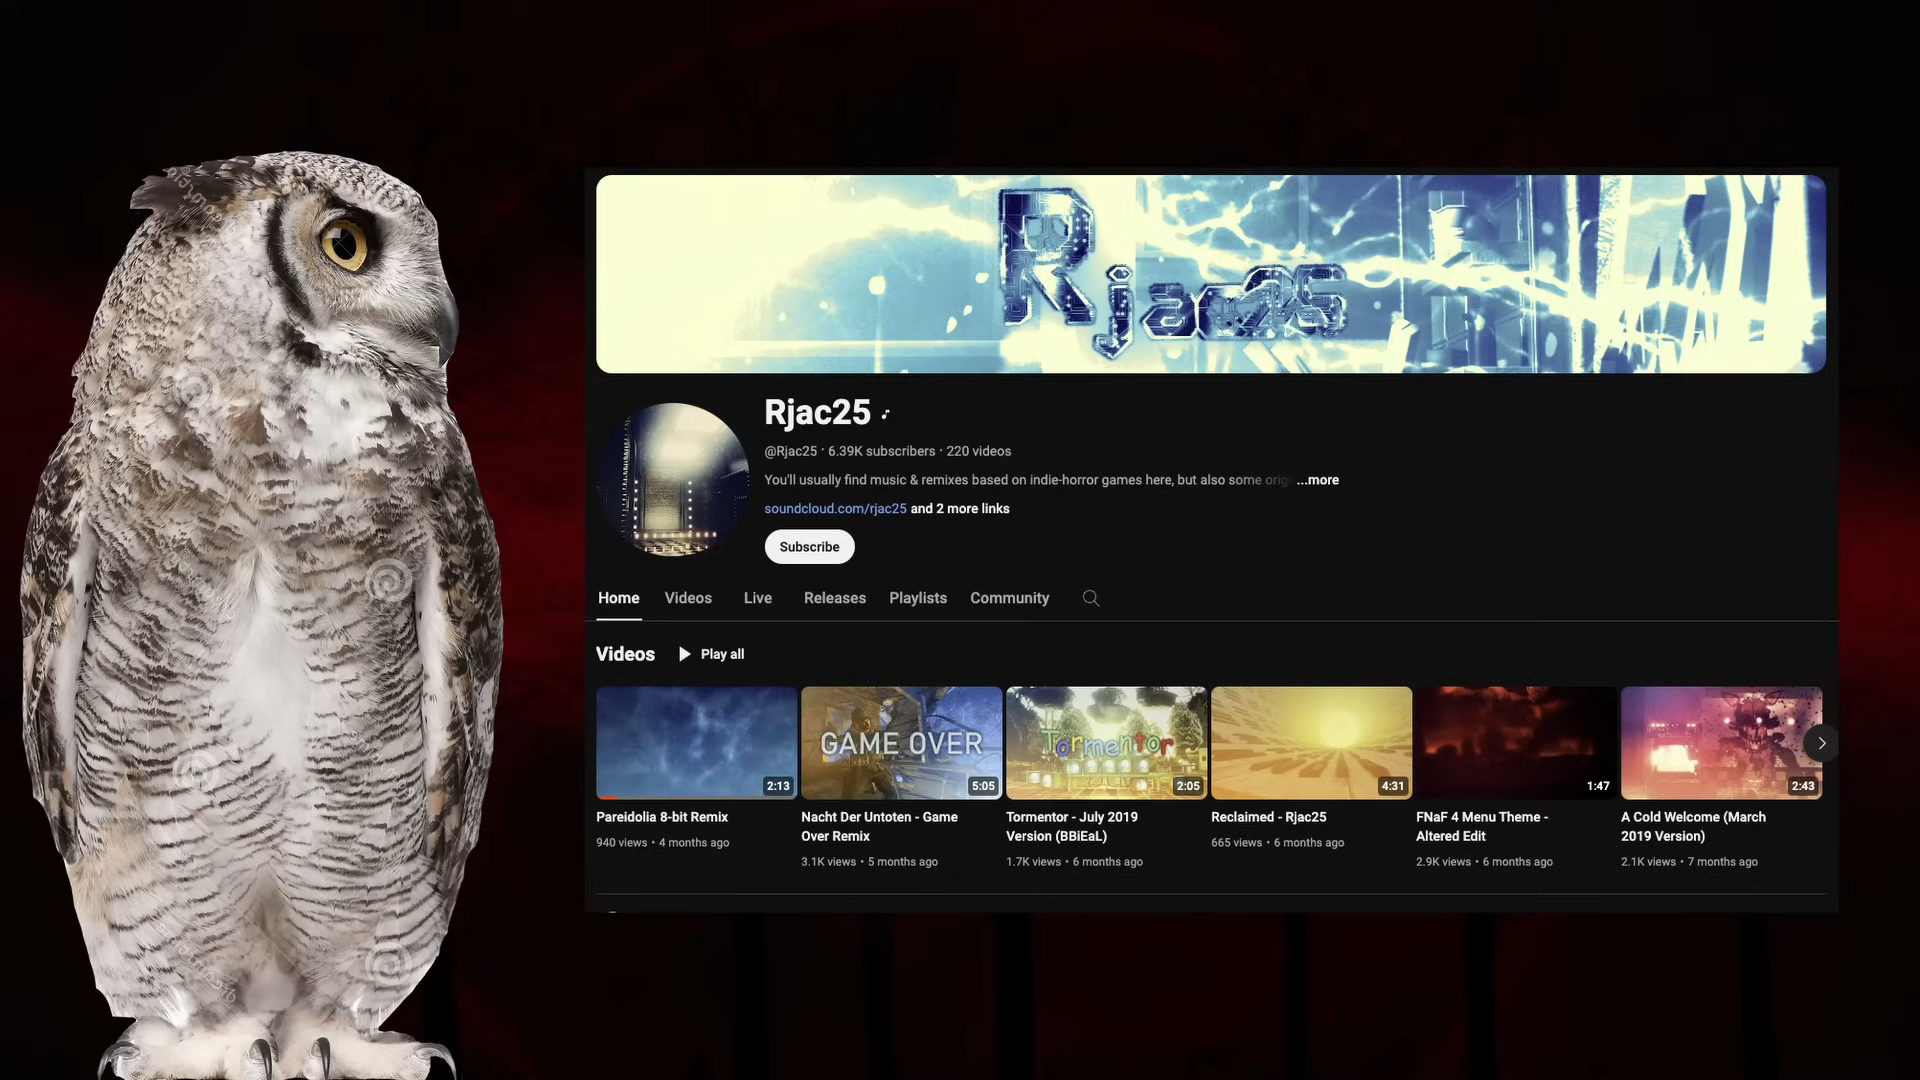 Rjac25
Rjac25
@Rjac25 · 6.39K subscribers · 220 videos
You'll usually find music & remixes based on indie-horror games here, but also some orig ...more
soundcloud.com/rjac25 and 2 more links
Subscribe
Home Videos Live Releases Playlists Community
Videos Play all
GAME OVER
Tormentor
2:13 5:05 2:05 4:31 1:47 2:43
Pareidolia 8-bit Remix
940 views • 4 months ago
Nacht Der Untoten - Game
Over Remix
3.1K views • 5 months ago
Tormentor - July 2019
Version (BBiEaL)
1.7K views • 6 months ago
Reclaimed - Rjac25
665 views • 6 months ago
FNaF 4 Menu Theme -
Altered Edit
2.9K views • 6 months ago
A Cold Welcome (March
2019 Version)
2.1K views • 7 months ago